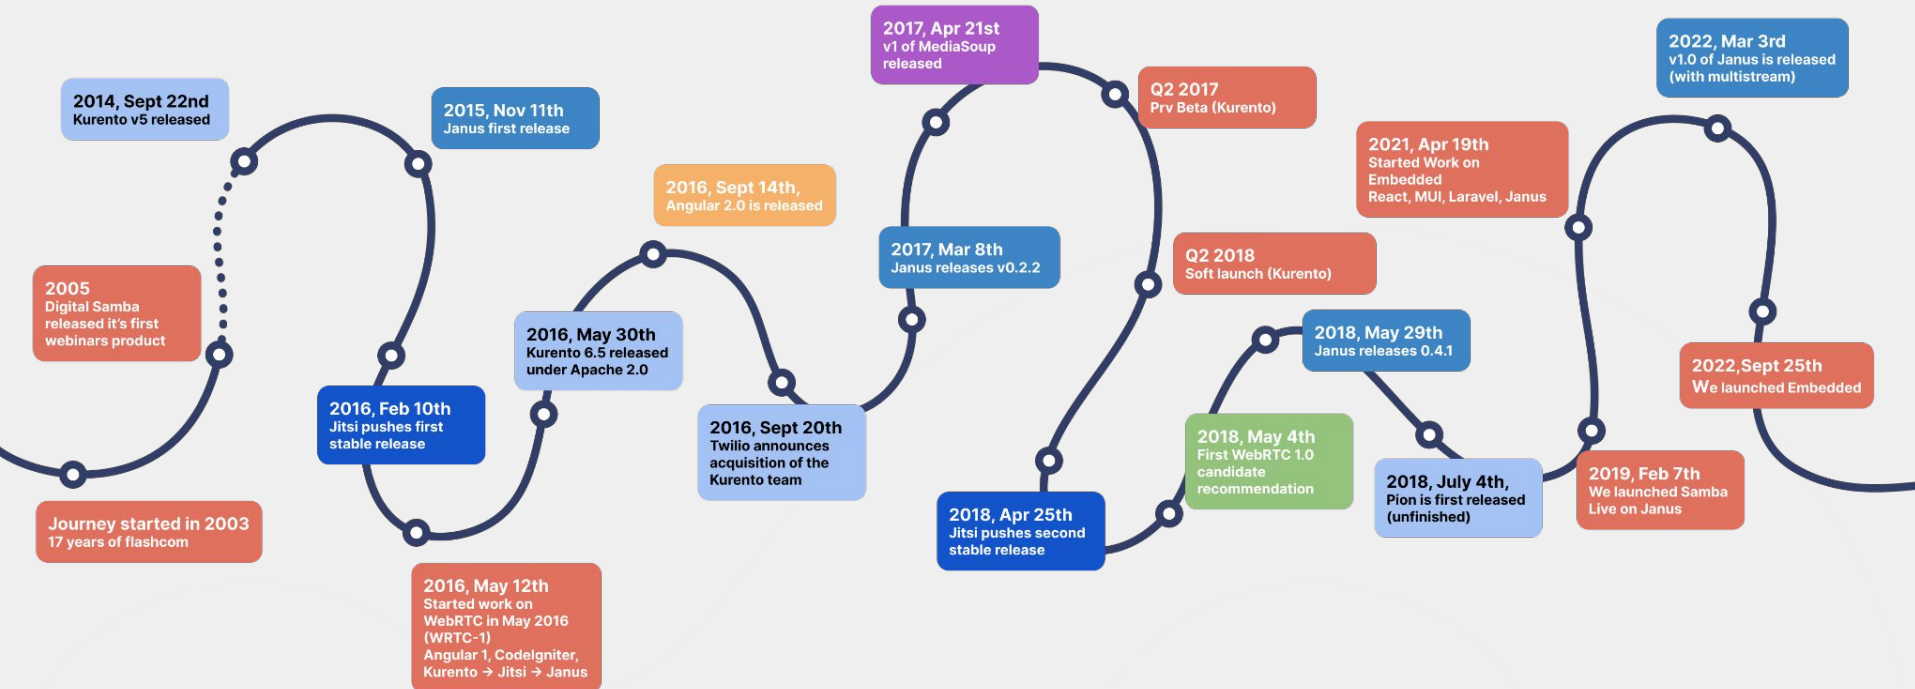 Journey started in 2003
17 years of flashcom
2005
Digital Samba
released it's first
webinars product
2014, Sept 22nd
Kurento v5 released
2015, Nov 11th
Janus first release
2016, Feb 10th
Jitsi pushes first
stable release
2016, May 12th
Started work on
WebRTC in May 2016
(WRTC-1)
Angular 1, CodeIgniter,
Kurento → Jitsi → Janus
2016, May 30th
Kurento 6.5 released
under Apache 2.0
2016, Sept 14th,
Angular 2.0 is released
2016, Sept 20th
Twilio announces
acquisition of the
Kurento team
2017, Mar 8th
Janus releases v0.2.2
2017, Apr 21st
v1 of MediaSoup
released
Q2 2017
Prv Beta (Kurento)
Q2 2018
Soft launch (Kurento)
2018, Apr 25th
Jitsi pushes second
stable release
2018, May 4th
First WebRTC 1.0
candidate
recommendation
2018, May 29th
Janus releases 0.4.1
2018, July 4th,
Pion is first released
(unfinished)
2019, Feb 7th
We launched Samba
Live on Janus
2021, Apr 19th
Started Work on
Embedded
React, MUI, Laravel, Janus
2022, Mar 3rd
v1.0 of Janus is released
(with multistream)
2022,Sept 25th
We launched Embedded